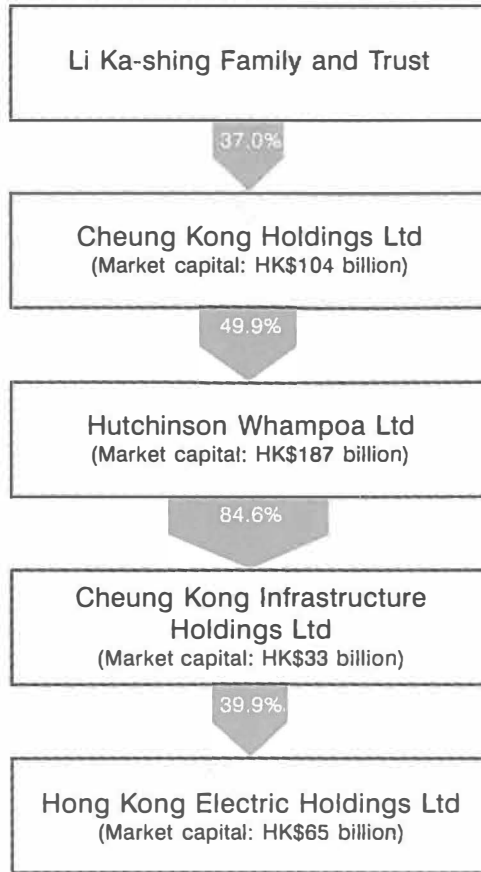 Li Ka-shing Family and Trust
37.0%
Cheung Kong Holdings Ltd
(Market capital: HK$104 billion)
49.9%
Hutchinson Whampoa Ltd
(Market capital: HK$187 billion)
84.6%
Cheung Kong Infrastructure
Holdings Ltd
(Market capital: HK$33 billion)
39.9%
Hong Kong Electric Holdings Ltd
(Market capital: HK$65 billion)